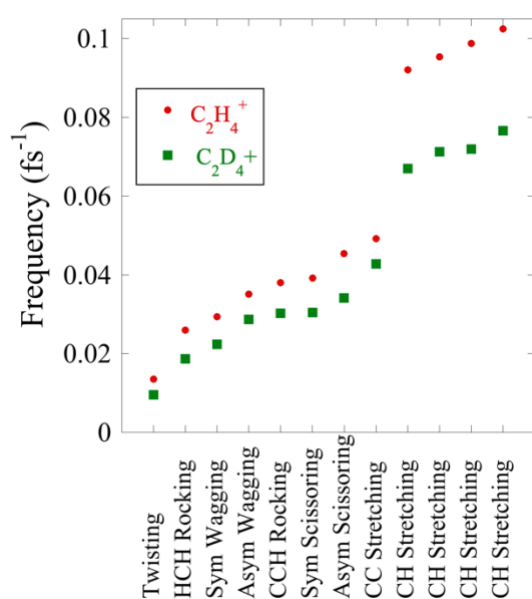 0.1
0.08
0.06
0.04
0.02
0
Frequency (fs⁻¹)
C₂H₄⁺
C₂D₄+
Twisting
HCH Rocking
Sym Wagging
Asym Wagging
CCH Rocking
Sym Scissoring
Asym Scissoring
CC Stretching
CH Stretching
CH Stretching
CH Stretching
CH Stretching